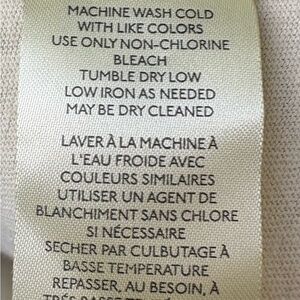 MACHINE WASH COLD
WITH LIKE COLORS
USE ONLY NON-CHLORINE
BLEACH
TUMBLE DRY LOW
LOW IRON AS NEEDED
MAY BE DRY CLEANED
LAVER À LA MACHINE À
L'EAU FROIDE AVEC
COULEURS SIMILAIRES
UTILISER UN AGENT DE
BLANCHIMENT SANS CHLORE
SI NÉCESSAIRE
SECHER PAR CULBUTAGE À
BASSE TEMPERATURE
REPASSER, AU BESOIN, À
TRÉS BASSE